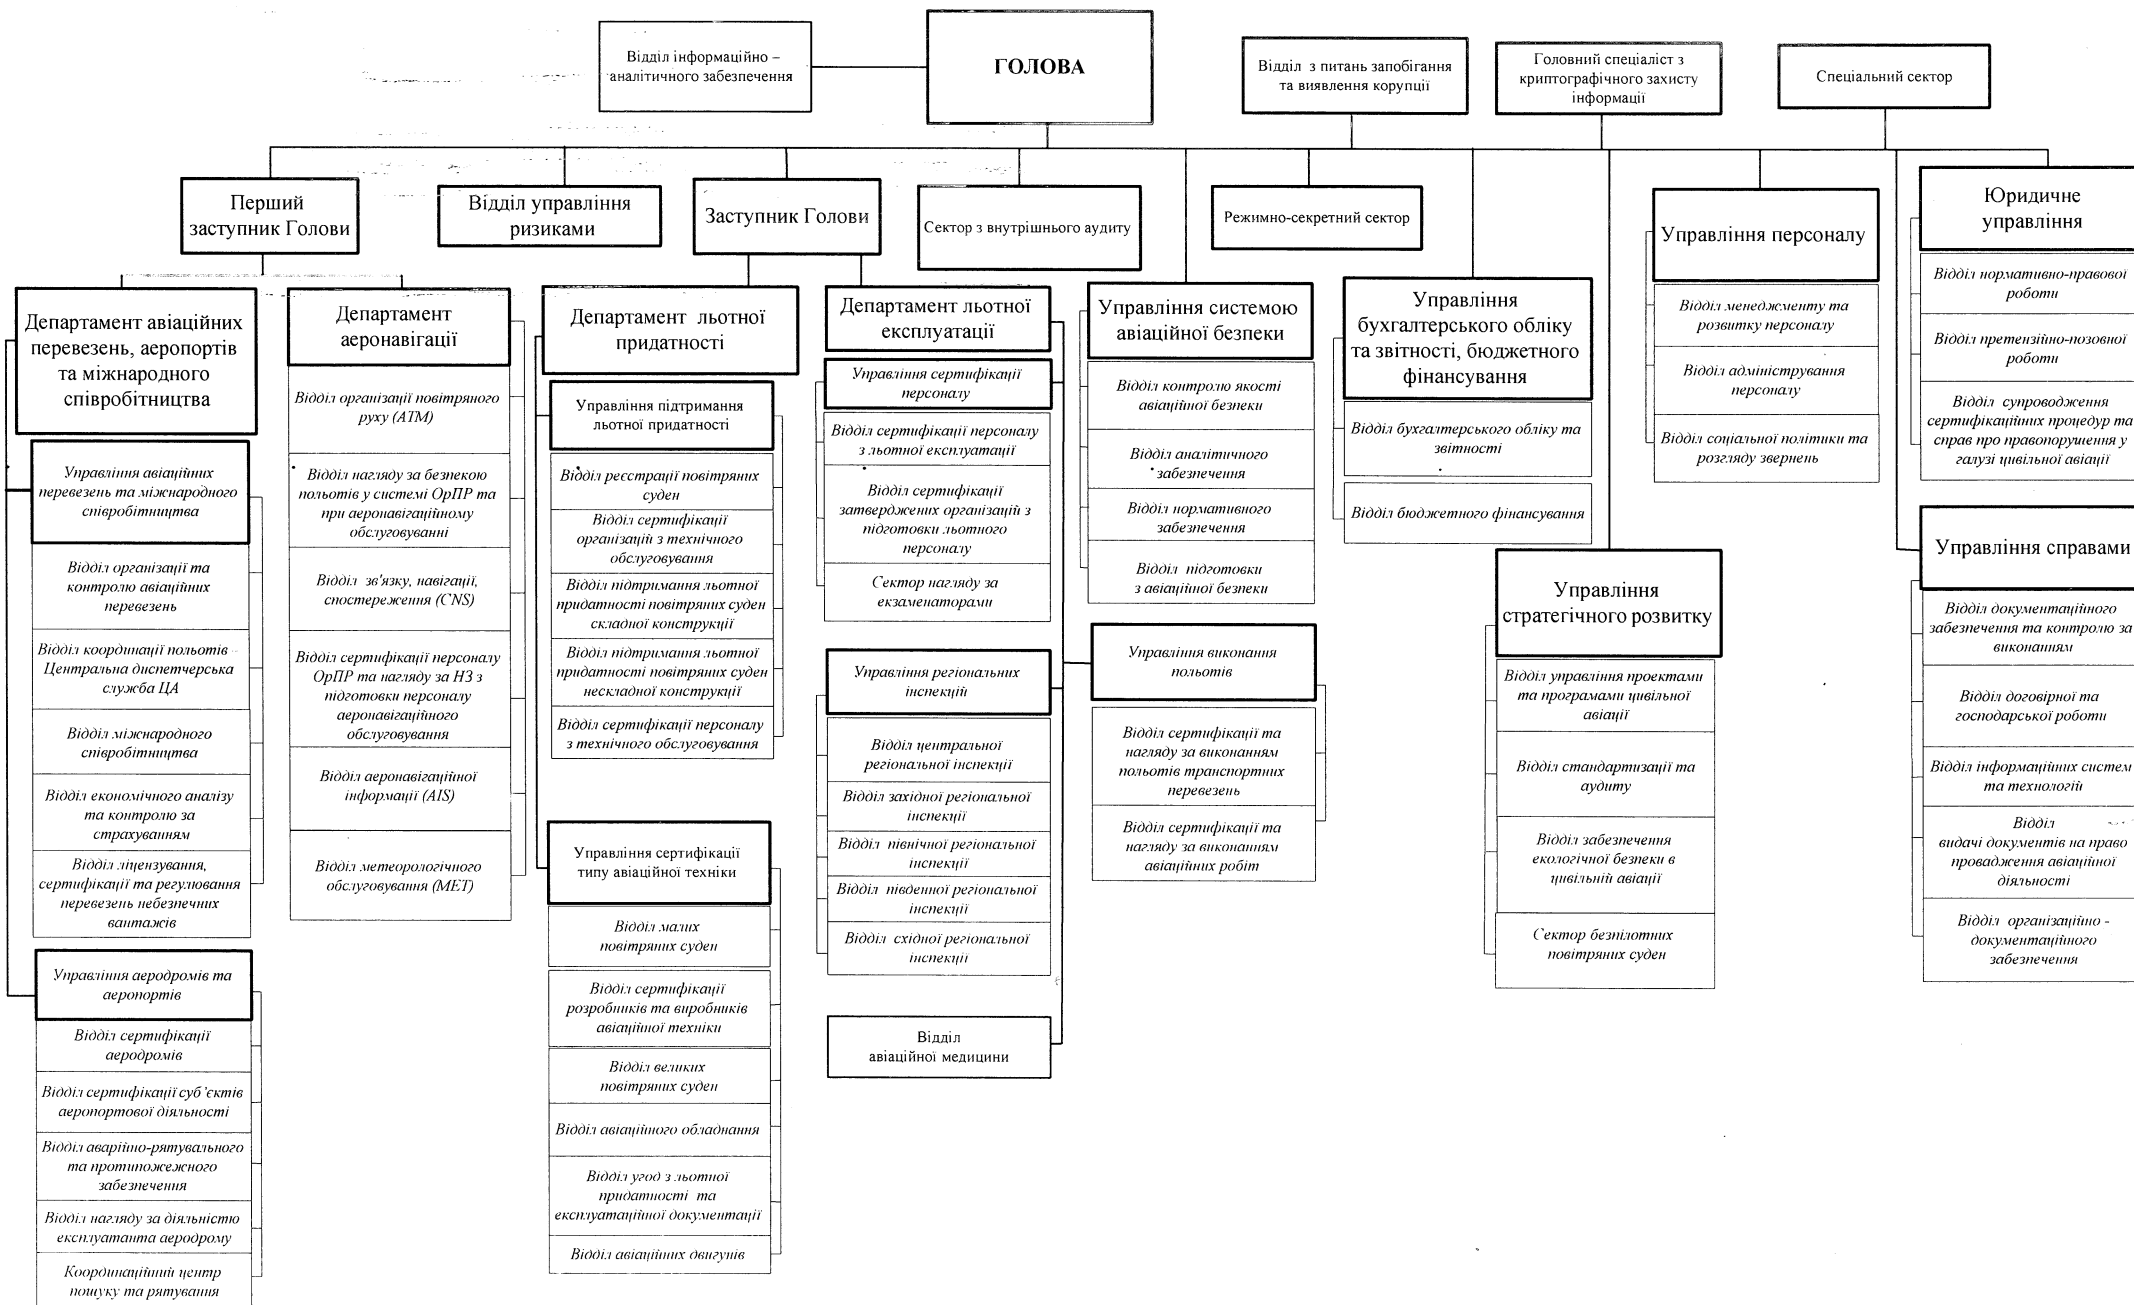 Відділ інформаційно –
аналітичного забезпечення
ГОЛОВА
Відділ з питань запобігання
та виявлення корупції
Головний спеціаліст з
криптографічного захисту
інформації
Спеціальний сектор
Перший
заступник Голови
Відділ управління
ризиками
Заступник Голови
Сектор з внутрішнього аудиту
Режимно-секретний сектор
Управління персоналу
Юридичне
управління
Департамент авіаційних
перевезень, аеропортів
та міжнародного
співробітництва
Управління авіаційних
перевезень та міжнародного
співробітництва
Відділ організації та
контролю авіаційних
перевезень
Відділ координації польотів –
Центральна диспетчерська
служба ЦА
Відділ міжнародного
співробітництва
Відділ економічного аналізу
та контролю за
страхуванням
Відділ ліцензування,
сертифікації та регулювання
перевезень небезпечних
вантажів
Управління аеродромів та
аеропортів
Відділ сертифікації
аеродромів
Відділ сертифікації суб'єктів
аеропортової діяльності
Відділ аварійно-рятувального
та протипожежного
забезпечення
Відділ нагляду за діяльністю
експлуатанта аеродрому
Координаційний центр
пошуку та рятування
Департамент
аеронавігації
Відділ організації повітряного
руху (ATM)
Відділ нагляду за безпекою
польотів у системі ОрПР та
при аеронавігаційному
обслуговуванні
Відділ зв'язку, навігації,
спостереження (CNS)
Відділ сертифікації персоналу
ОрПР та нагляду за НЗ з
підготовки персоналу
аеронавігаційного
обслуговування
Відділ аеронавігаційної
інформації (AIS)
Відділ метеорологічного
обслуговування (MET)
Департамент льотної
придатності
Управління підтримання
льотної придатності
Відділ реєстрації повітряних
суден
Відділ сертифікації
організацій з технічного
обслуговування
Відділ підтримання льотної
придатності повітряних суден
складної конструкції
Відділ підтримання льотної
придатності повітряних суден
нескладної конструкції
Відділ сертифікації персоналу
з технічного обслуговування
Управління сертифікації
типу авіаційної техніки
Відділ малих
повітряних суден
Відділ сертифікації
розробників та виробників
авіаційної техніки
Відділ великих
повітряних суден
Відділ авіаційного обладнання
Відділ угод з льотної
придатності та
експлуатаційної документації
Відділ авіаційних двигунів
Департамент льотної
експлуатації
Управління сертифікації
персоналу
Відділ сертифікації персоналу
з льотної експлуатації
Відділ сертифікації
затверджених організацій з
підготовки льотного
персоналу
Сектор нагляду за
екзаменаторами
Управління регіональних
інспекцій
Відділ центральної
регіональної інспекції
Відділ західної регіональної
інспекції
Відділ північної регіональної
інспекції
Відділ південної регіональної
інспекції
Відділ східної регіональної
інспекції
Відділ
авіаційної медицини
Управління системою
авіаційної безпеки
Відділ контролю якості
авіаційної безпеки
Відділ аналітичного
забезпечення
Відділ нормативного
забезпечення
Відділ підготовки
з авіаційної безпеки
Управління виконання
польотів
Відділ сертифікації та
нагляду за виконанням
польотів транспортних
перевезень
Відділ сертифікації та
нагляду за виконанням
авіаційних робіт
Управління
бухгалтерського обліку
та звітності, бюджетного
фінансування
Відділ бухгалтерського обліку та
звітності
Відділ бюджетного фінансування
Управління
стратегічного розвитку
Відділ управління проектами
та програмами цивільної
авіації
Відділ стандартизації та
аудиту
Відділ забезпечення
екологічної безпеки в
цивільній авіації
Сектор безпілотних
повітряних суден
Відділ менеджменту та
розвитку персоналу
Відділ адміністрування
персоналу
Відділ соціальної політики та
розгляду звернень
Відділ нормативно-правової
роботи
Відділ претензійно-позовної
роботи
Відділ супроводження
сертифікаційних процедур та
справ про правопорушення у
галузі цивільної авіації
Управління справами
Відділ документаційного
забезпечення та контролю за
виконанням
Відділ договірної та
господарської роботи
Відділ інформаційних систем
та технологій
Відділ
видачі документів на право
провадження авіаційної
діяльності
Відділ організаційно -
документаційного
забезпечення